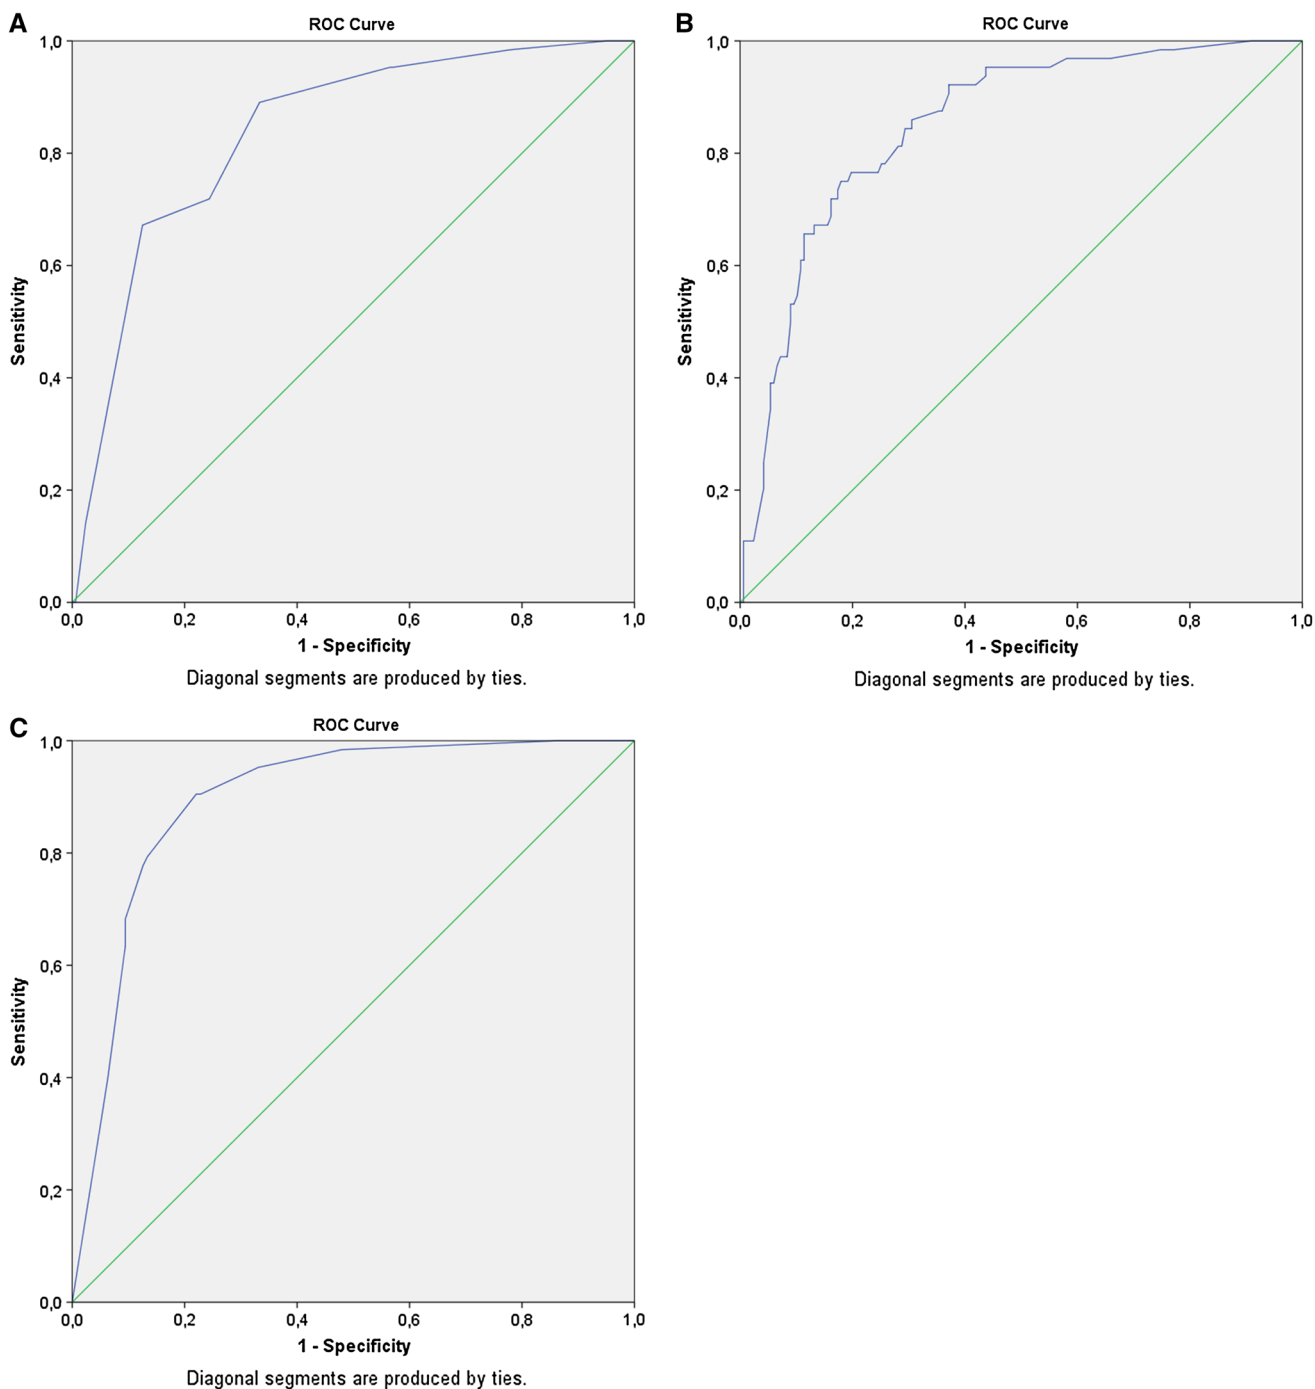 A
ROC Curve
1,0
0,8
0,6
0,4
0,2
0,0
Sensitivity
0,0 0,2 0,4 0,6 0,8 1,0
1 - Specificity
Diagonal segments are produced by ties.
B
ROC Curve
1,0
0,8
0,6
0,4
0,2
0,0
Sensitivity
0,0 0,2 0,4 0,6 0,8 1,0
1 - Specificity
Diagonal segments are produced by ties.
C
ROC Curve
1,0
0,8
0,6
0,4
0,2
0,0
Sensitivity
0,0 0,2 0,4 0,6 0,8 1,0
1 - Specificity
Diagonal segments are produced by ties.